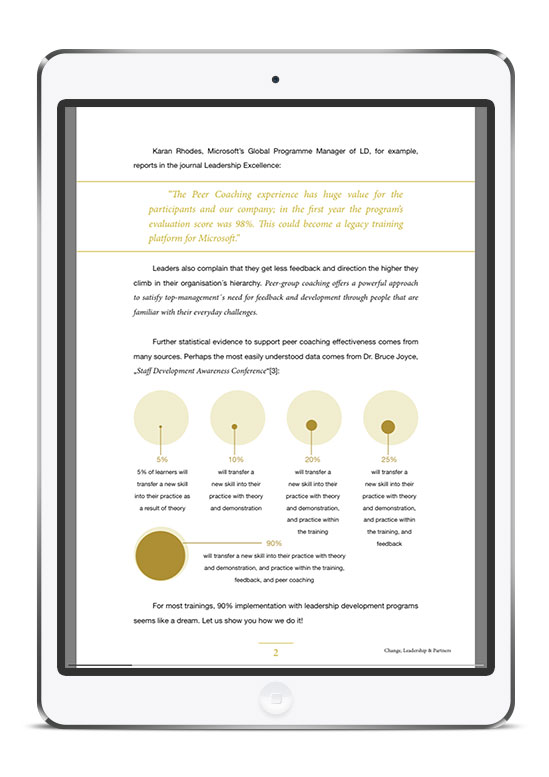 Karan Rhodes, Microsoft's Global Programme Manager of LD, for example,
reports in the journal Leadership Excellence:
"The Peer Coaching experience has huge value for the
participants and our company; in the first year the program's
evaluation score was 98%. This could become a legacy training
platform for Microsoft."
Leaders also complain that they get less feedback and direction the higher they
climb in their organisation´s hierarchy. Peer-group coaching offers a powerful approach
to satisfy top-management´s need for feedback and development through people that are
familiar with their everyday challenges.
Further statistical evidence to support peer coaching effectiveness comes from
many sources. Perhaps the most easily understood data comes from Dr. Bruce Joyce,
„Staff Development Awareness Conference"[3]:
5%
5% of learners will
transfer a new skill
into their practice as
a result of theory
10%
will transfer a
new skill into their
practice with theory
and demonstration
20%
will transfer a
new skill into their
practice with theory
and demonstration,
and practice within
the training
25%
will transfer a
new skill into their
practice with theory
and demonstration,
and practice within
the training, and
feedback
90%
will transfer a new skill into their practice with theory
and demonstration, and practice within the training,
feedback, and peer coaching
For most trainings, 90% implementation with leadership development programs
seems like a dream. Let us show you how we do it!
2
Change, Leadership & Partners